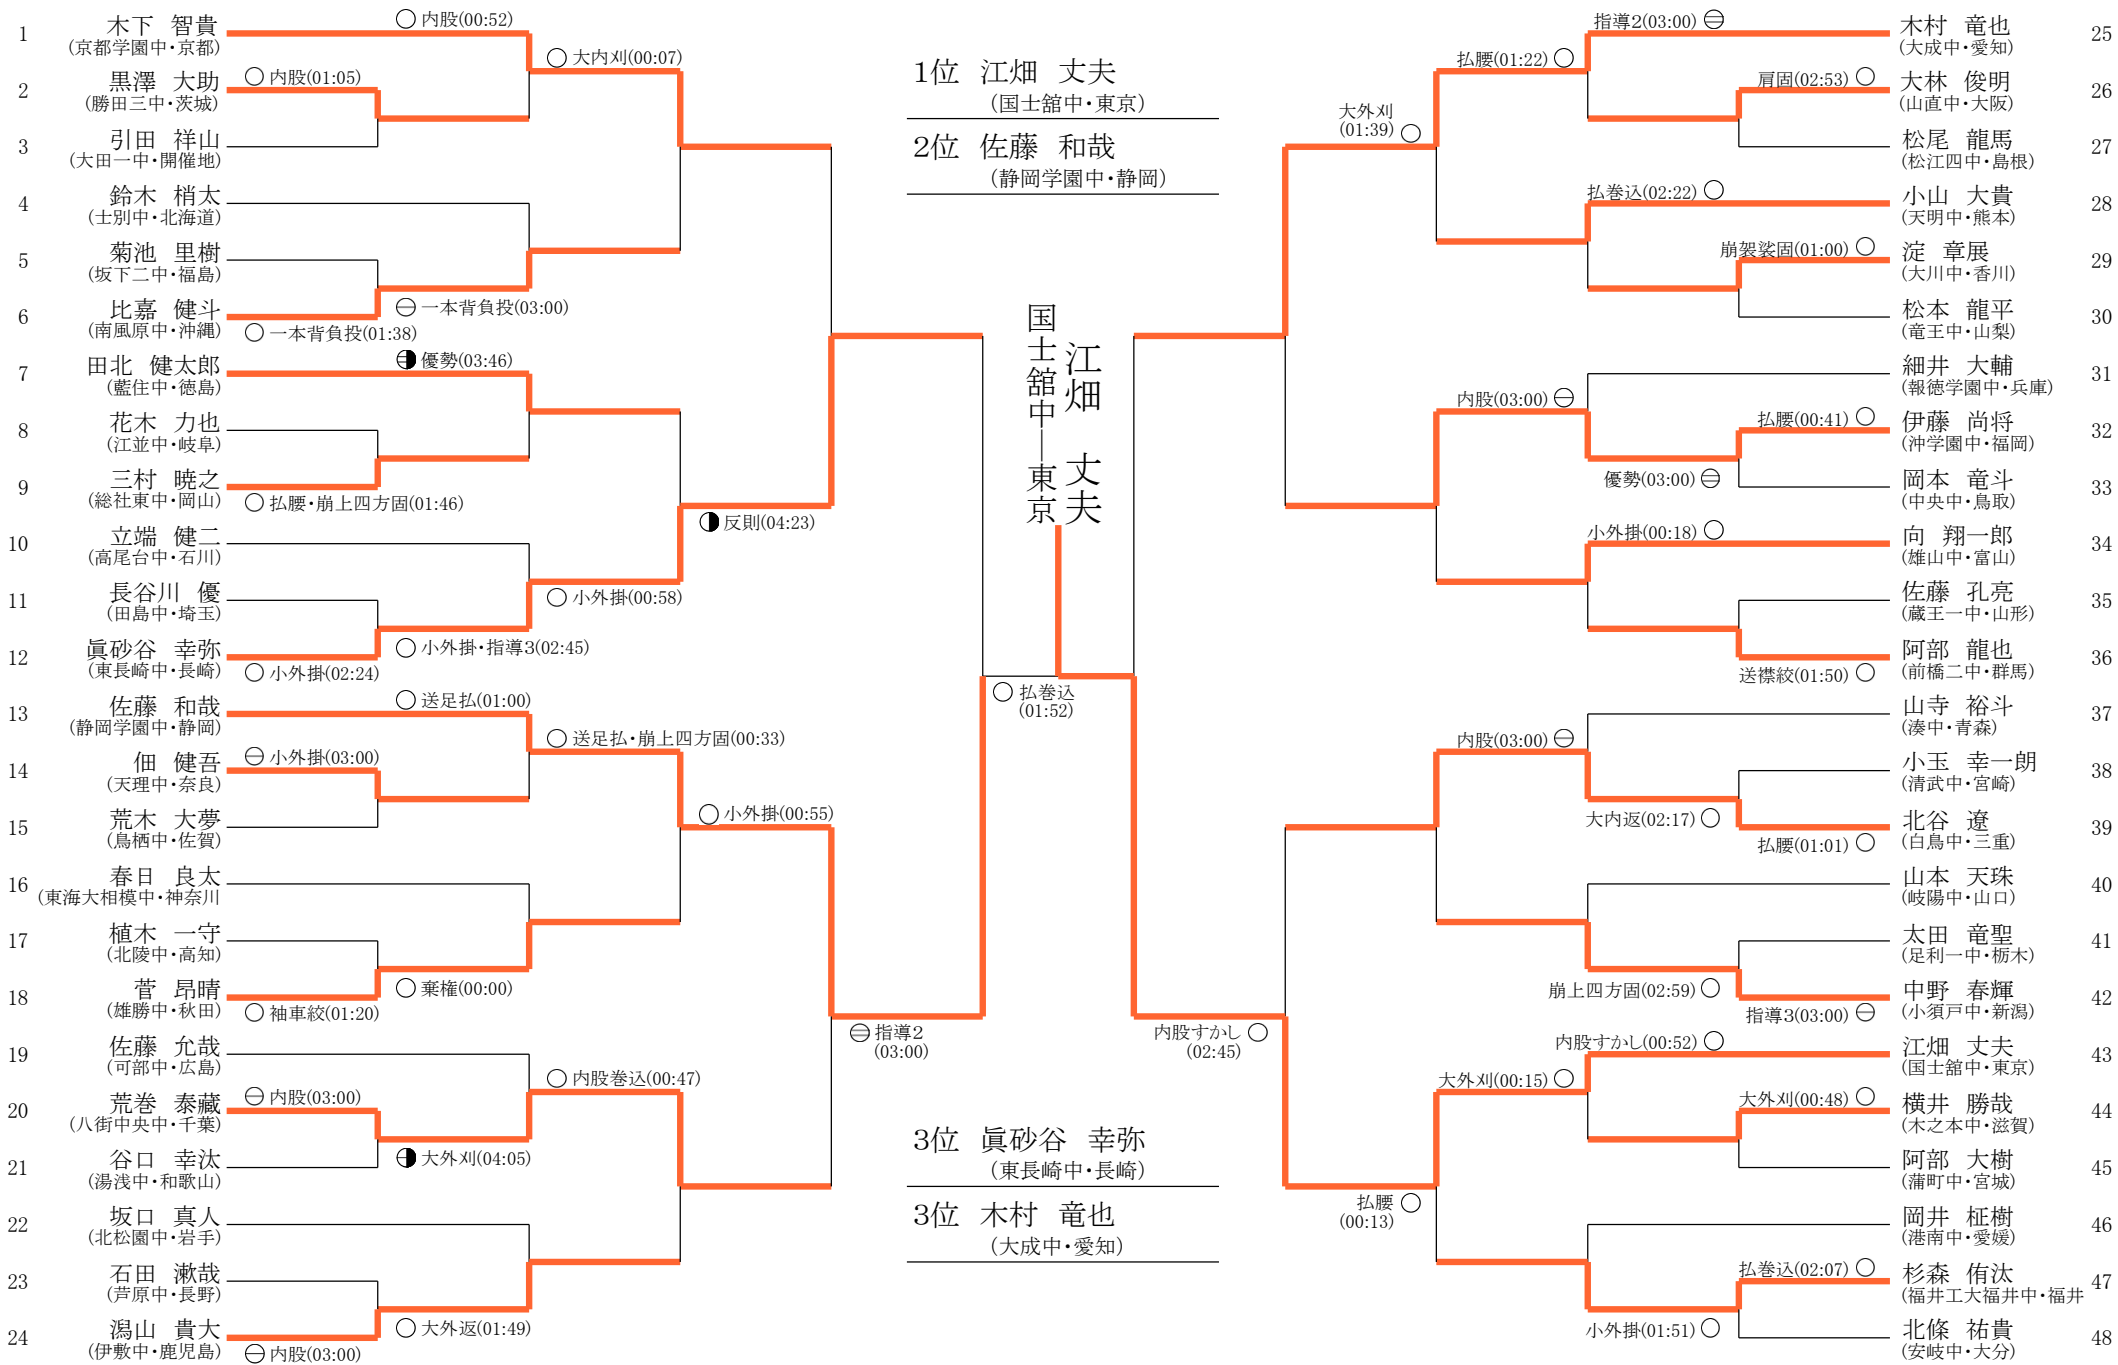 1 木下 智貴
(京都学園中・京都)
○ 内股(00:52)
2 黒澤 大助
(勝田三中・茨城)
○ 内股(01:05)
○ 大内刈(00:07)
3 引田 祥山
(大田一中・開催地)
4 鈴木 梢太
(士別中・北海道)
5 菊池 里樹
(坂下二中・福島)
6 比嘉 健斗
(南風原中・沖縄)
○ 一本背負投(01:38)
一本背負投(03:00)
7 田北 健太郎
(藍住中・徳島)
優勢(03:46)
8 花木 力也
(江並中・岐阜)
9 三村 暁之
(総社東中・岡山)
○ 払腰・崩上四方固(01:46)
反則(04:23)
10 立端 健二
(高尾台中・石川)
11 長谷川 優
(田島中・埼玉)
○ 小外掛(00:58)
12 眞砂谷 幸弥
(東長崎中・長崎)
○ 小外掛(02:24)
○ 小外掛・指導3(02:45)
13 佐藤 和哉
(静岡学園中・静岡)
○ 送足払(01:00)
○ 送足払・崩上四方固(00:33)
14 佃 健吾
(天理中・奈良)
小外掛(03:00)
15 荒木 大夢
(鳥栖中・佐賀)
○ 小外掛(00:55)
16 春日 良太
(東海大相模中・神奈川
17 植木 一守
(北陵中・高知)
18 菅 昂晴
(雄勝中・秋田)
○ 袖車絞(01:20)
○ 棄権(00:00)
指導2
(03:00)
19 佐藤 允哉
(可部中・広島)
○ 内股巻込(00:47)
20 荒巻 泰蔵
(八街中央中・千葉)
内股(03:00)
大外刈(04:05)
21 谷口 幸汰
(湯浅中・和歌山)
22 坂口 真人
(北松園中・岩手)
23 石田 漱哉
(芦原中・長野)
24 潟山 貴大
(伊敷中・鹿児島)
内股(03:00)
○ 大外返(01:49)
1位 江畑 丈夫
(国士舘中・東京)
2位 佐藤 和哉
(静岡学園中・静岡)
江畑 丈夫
国士舘中―東京
○ 払巻込
(01:52)
3位 眞砂谷 幸弥
(東長崎中・長崎)
3位 木村 竜也
(大成中・愛知)
木村 竜也 25
(大成中・愛知)
指導2(03:00)
払腰(01:22) ○
大林 俊明 26
(山直中・大阪)
肩固(02:53) ○
大外刈
(01:39) ○
松尾 龍馬 27
(松江四中・島根)
小山 大貴 28
(天明中・熊本)
払巻込(02:22) ○
淀 章展 29
(大川中・香川)
崩袈裟固(01:00) ○
松本 龍平 30
(竜王中・山梨)
細井 大輔 31
(報徳学園中・兵庫)
内股(03:00)
伊藤 尚将 32
(沖学園中・福岡)
払腰(00:41) ○
優勢(03:00)
岡本 竜斗 33
(中央中・鳥取)
向 翔一郎 34
(雄山中・富山)
小外掛(00:18) ○
佐藤 孔亮 35
(蔵王一中・山形)
阿部 龍也 36
(前橋二中・群馬)
送襟絞(01:50) ○
山寺 裕斗 37
(湊中・青森)
内股(03:00)
小玉 幸一朗 38
(清武中・宮崎)
北谷 遼 39
(白鳥中・三重)
大内返(02:17) ○
払腰(01:01) ○
山本 天珠 40
(岐陽中・山口)
太田 竜聖 41
(足利一中・栃木)
中野 春輝 42
(小須戸中・新潟)
崩上四方固(02:59) ○
指導3(03:00)
内股すかし ○
(02:45)
江畑 丈夫 43
(国士舘中・東京)
内股すかし(00:52) ○
大外刈(00:15) ○
横井 勝哉 44
(木之本中・滋賀)
大外刈(00:48) ○
阿部 大樹 45
(蒲町中・宮城)
払腰 ○
(00:13)
岡井 柾樹 46
(港南中・愛媛)
杉森 侑汰 47
(福井工大福井中・福井
払巻込(02:07) ○
小外掛(01:51) ○
北條 祐貴 48
(安岐中・大分)